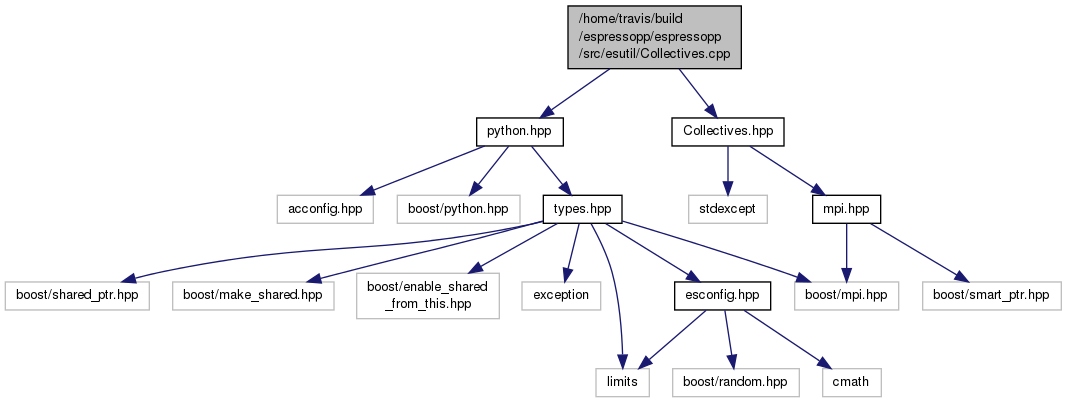 /home/travis/build
/espressopp/espressopp
/src/esutil/Collectives.cpp
python.hpp
Collectives.hpp
acconfig.hpp
boost/python.hpp
types.hpp
stdexcept
mpi.hpp
boost/shared_ptr.hpp
boost/make_shared.hpp
boost/enable_shared
_from_this.hpp
exception
esconfig.hpp
boost/mpi.hpp
boost/smart_ptr.hpp
limits
boost/random.hpp
cmath